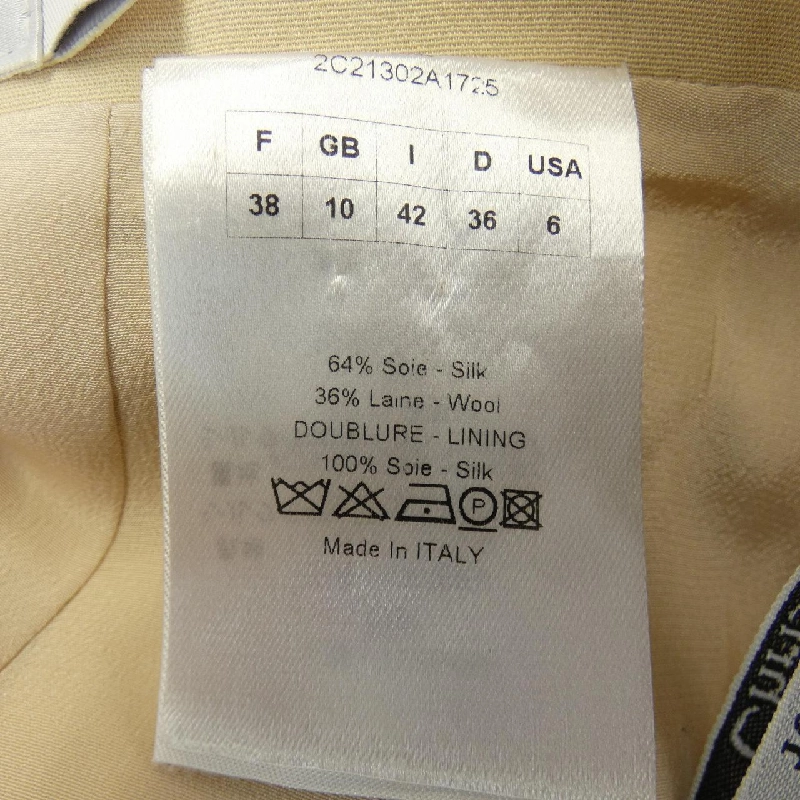 2C21302A1725
F GB I D USA
38 10 42 36 6
64% Soie - Silk
36% Laine - Wool
DOUBLURE - LINING
100% Soie - Silk
P
Made In ITALY